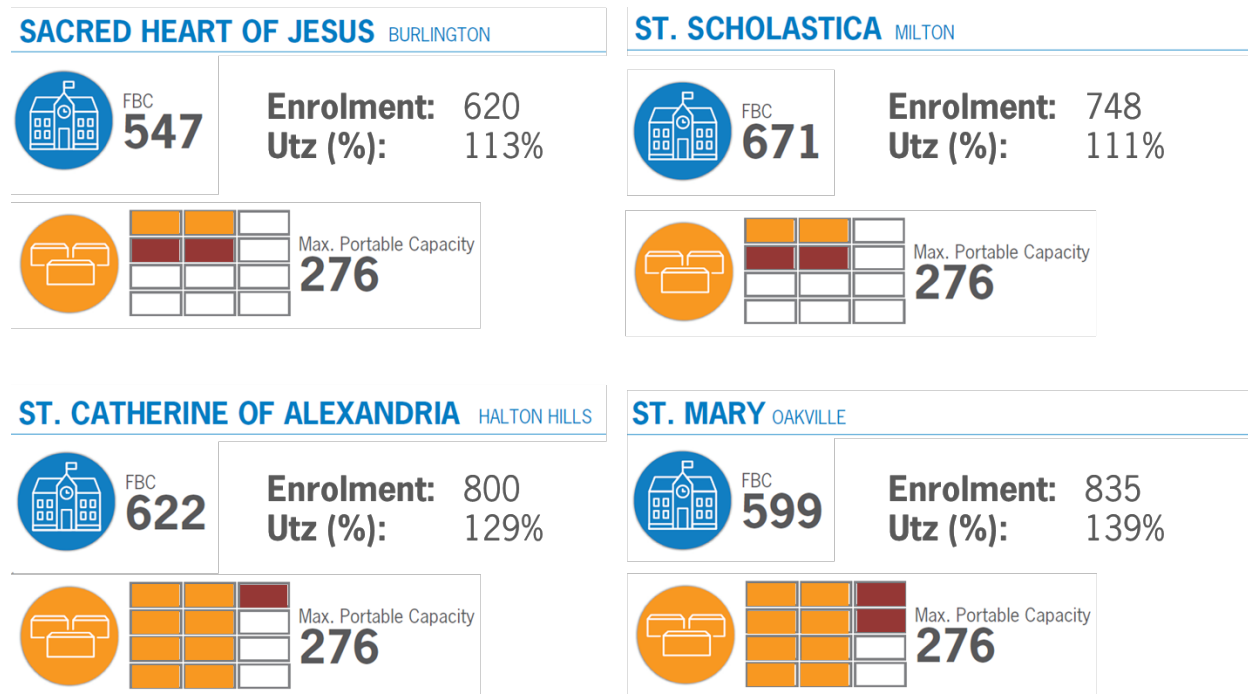 SACRED HEART OF JESUS BURLINGTON
FBC
547
Enrolment: 620
Utz (%): 113%
Max. Portable Capacity
276
ST. SCHOLASTICA MILTON
FBC
671
Enrolment: 748
Utz (%): 111%
Max. Portable Capacity
276
ST. CATHERINE OF ALEXANDRIA HALTON HILLS
FBC
622
Enrolment: 800
Utz (%): 129%
Max. Portable Capacity
276
ST. MARY OAKVILLE
FBC
599
Enrolment: 835
Utz (%): 139%
Max. Portable Capacity
276